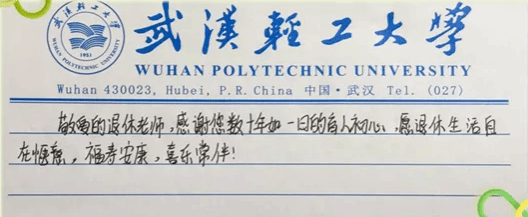 武漢輕工大學
WUHAN POLYTECHNIC UNIVERSITY
Wuhan 430023, Hubei, P.R.China 中国·武汉 Tel. (027)
敬爱的退休老师，感谢您数十年如一日的育人初心，愿退休生活自
在惬意，福寿安康，喜乐常伴！